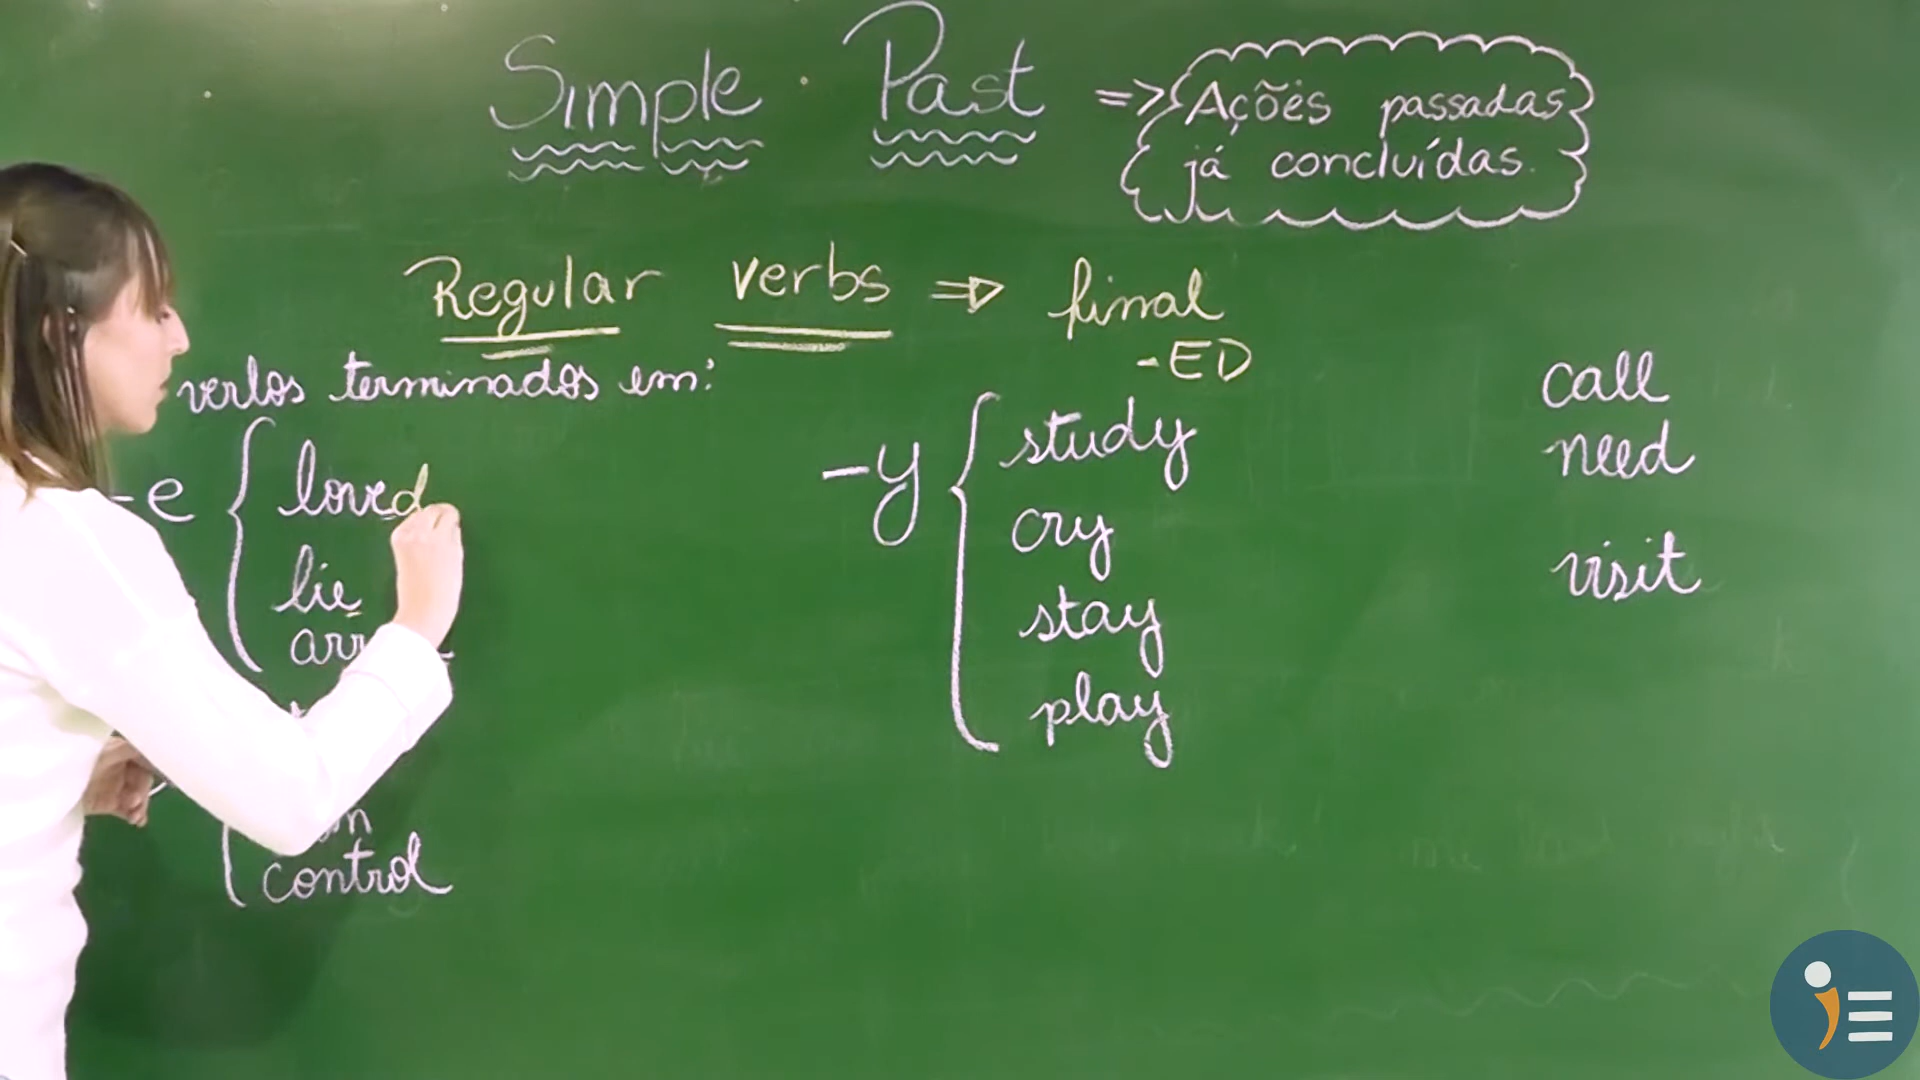 Simple Past => Ações passadas
já concluídas.
Regular verbs => final
-ED
verbos terminados em:
-e
loved
lie
control
-y
study
cry
stay
play
call
need
visit